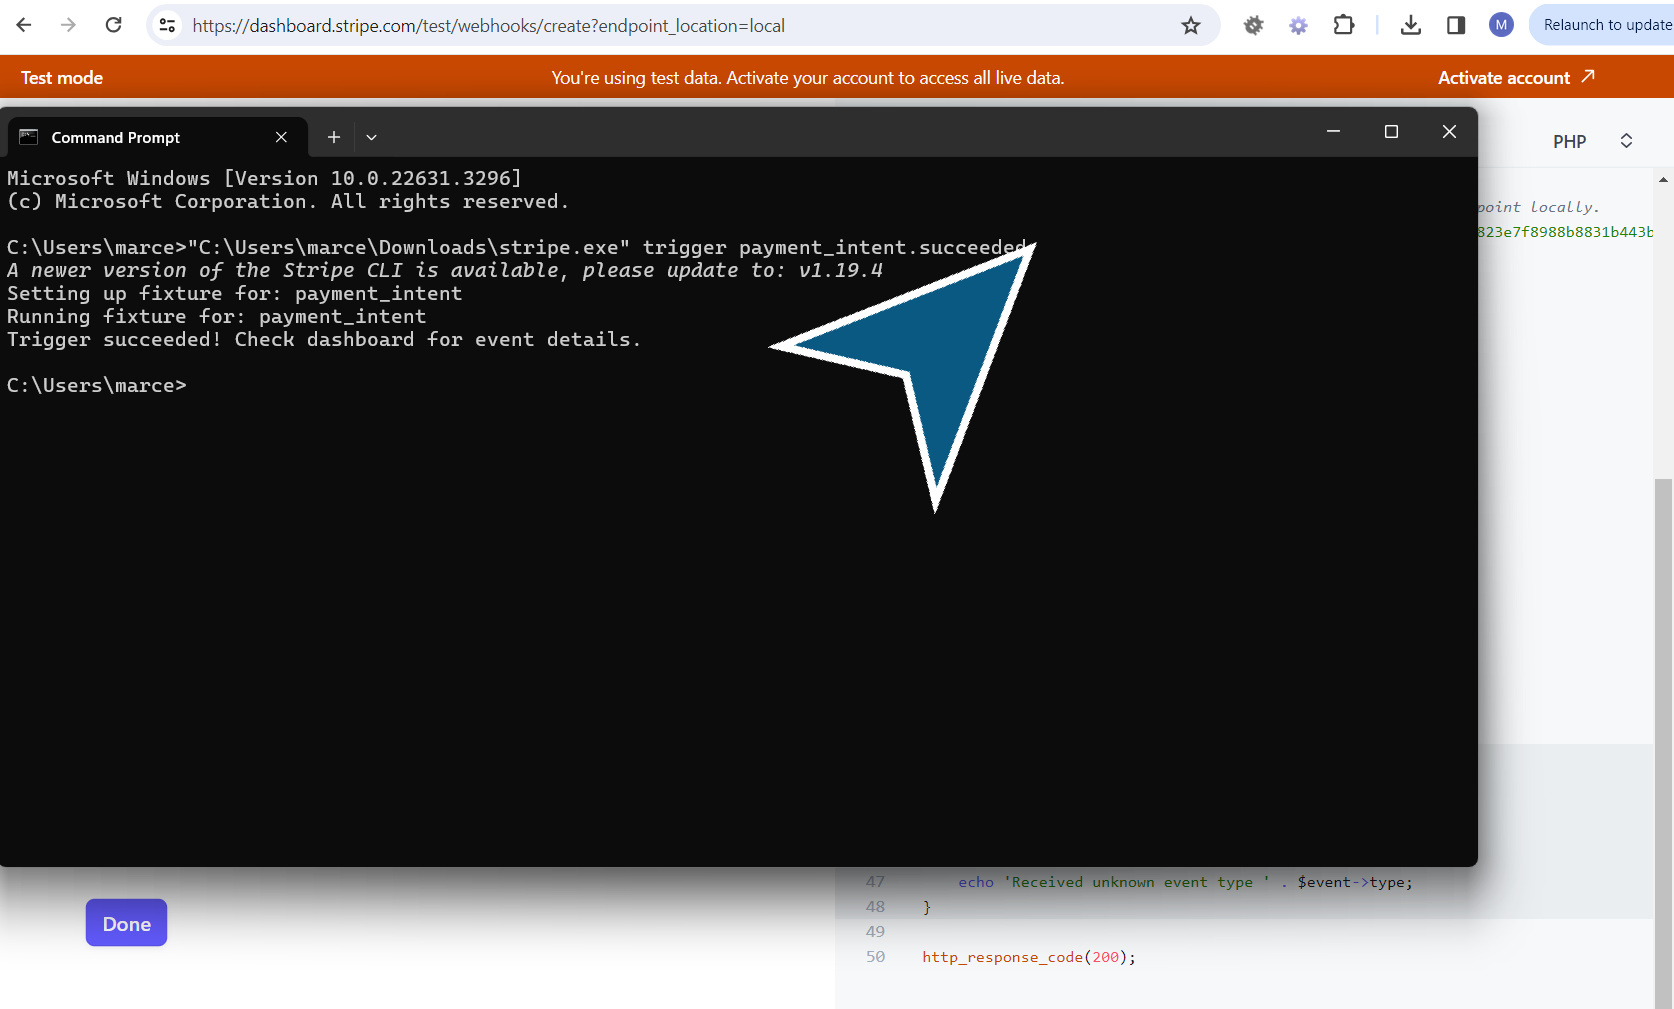 https://dashboard.stripe.com/test/webhooks/create?endpoint_location=local
M
Relaunch to update
Test mode
You're using test data. Activate your account to access all live data.
Activate account
Command Prompt
PHP
Microsoft Windows [Version 10.0.22631.3296]
(c) Microsoft Corporation. All rights reserved.
point locally.
823e7f8988b8831b443b
C:\Users\marce>"C:\Users\marce\Downloads\stripe.exe" trigger payment_intent.succeeded
A newer version of the Stripe CLI is available, please update to: v1.19.4
Setting up fixture for: payment_intent
Running fixture for: payment_intent
Trigger succeeded! Check dashboard for event details.
C:\Users\marce>
47 echo 'Received unknown event type ' . $event->type;
48 }
49
50 http_response_code(200);
Done